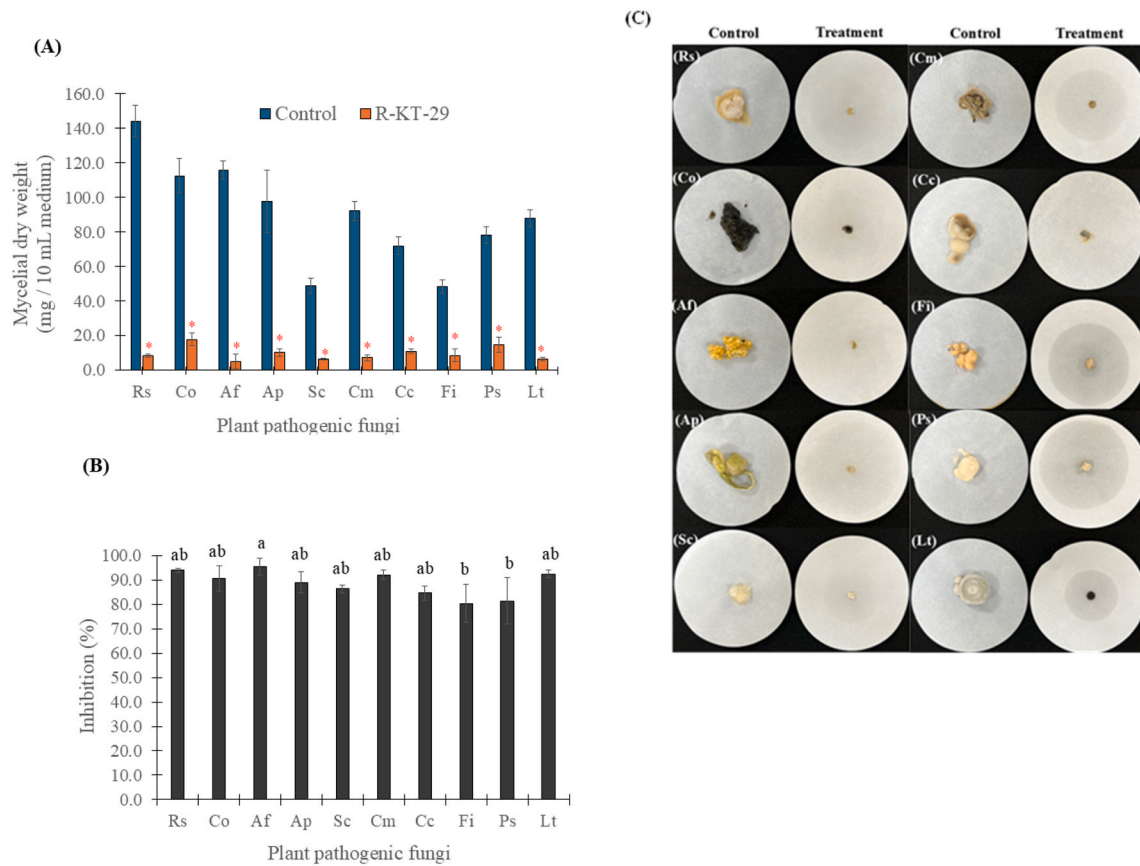 (A)
Mycelial dry weight
(mg / 10 mL medium)
160.0
140.0
120.0
100.0
80.0
60.0
40.0
20.0
0.0
Control R-KT-29
* * * * * * * * * *
Rs Co Af Ap Sc Cm Cc Fi Ps Lt
Plant pathogenic fungi
(B)
Inhibition (%)
100.0
90.0
80.0
70.0
60.0
50.0
40.0
30.0
20.0
10.0
0.0
ab ab a ab ab ab ab b b ab
Rs Co Af Ap Sc Cm Cc Fi Ps Lt
Plant pathogenic fungi
(C)
Control Treatment Control Treatment
(Rs) (Cm)
(Co) (Cc)
(Af) (Fi)
(Ap) (Ps)
(Sc) (Lt)